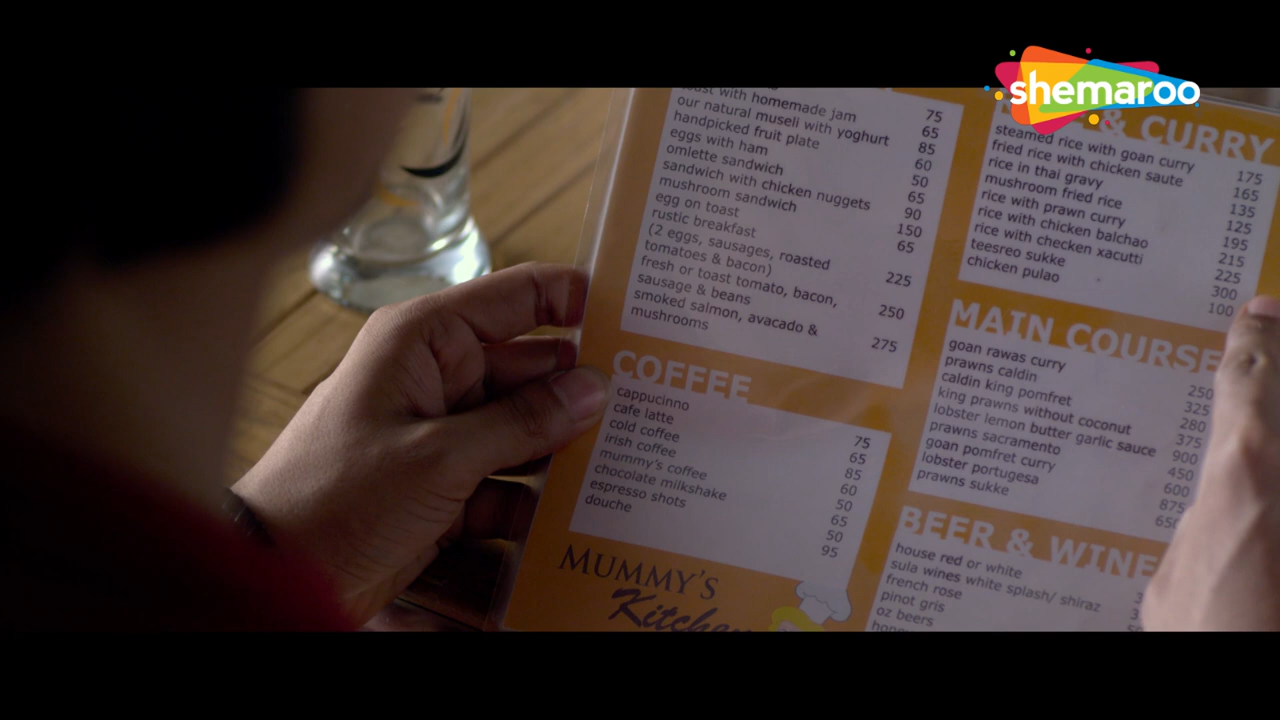 shemaroo
toast with homemade jam 75
our natural museli with yoghurt 65
handpicked fruit plate 85
eggs with ham 60
omlette sandwich 50
sandwich with chicken nuggets 65
mushroom sandwich 90
egg on toast 150
rustic breakfast 65
(2 eggs, sausages, roasted
tomatoes & bacon) 225
fresh or toast tomato, bacon,
sausage & beans 250
smoked salmon, avacado &
mushrooms 275
COFFEE
cappucinno 75
cafe latte 65
cold coffee 85
irish coffee 60
mummy's coffee 50
chocolate milkshake 65
espresso shots 50
douche 95
MUMMY'S
Kitchen
& CURRY
steamed rice with goan curry 175
fried rice with chicken saute 165
rice in thai gravy 135
mushroom fried rice 125
rice with prawn curry 195
rice with chicken balchao 215
rice with checken xacutti 225
teesreo sukke 300
chicken pulao 100
MAIN COURSE
goan rawas curry 250
prawns caldin 325
caldin king pomfret 280
king prawns without coconut 375
lobster lemon butter garlic sauce 900
prawns sacramento 450
goan pomfret curry 600
lobster portugesa 875
prawns sukke 650
BEER & WINE
house red or white
sula wines white splash/ shiraz
french rose
pinot gris
oz beers